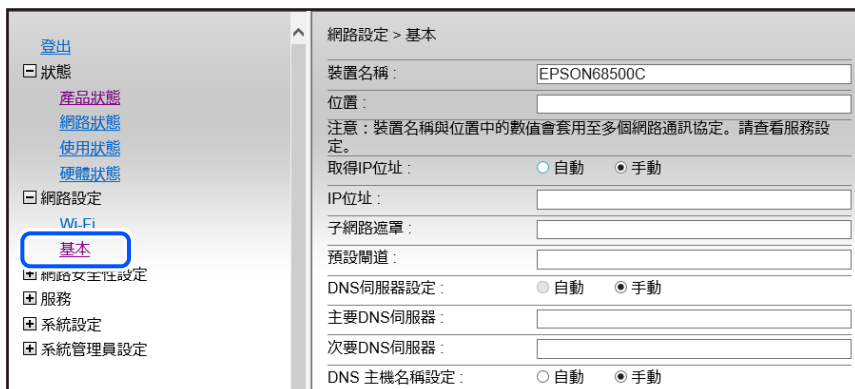 登出
狀態
產品狀態
網路狀態
使用狀態
硬體狀態
網路設定
Wi-Fi
基本
網路安全性設定
服務
系統設定
系統管理員設定
網路設定 > 基本
裝置名稱 : EPSON68500C
位置 :
注意：裝置名稱與位置中的數值會套用至多個網路通訊協定。請查看服務設
定。
取得IP位址 : 自動 手動
IP位址 :
子網路遮罩 :
預設閘道 :
DNS伺服器設定 : 自動 手動
主要DNS伺服器 :
次要DNS伺服器 :
DNS 主機名稱設定 : 自動 手動